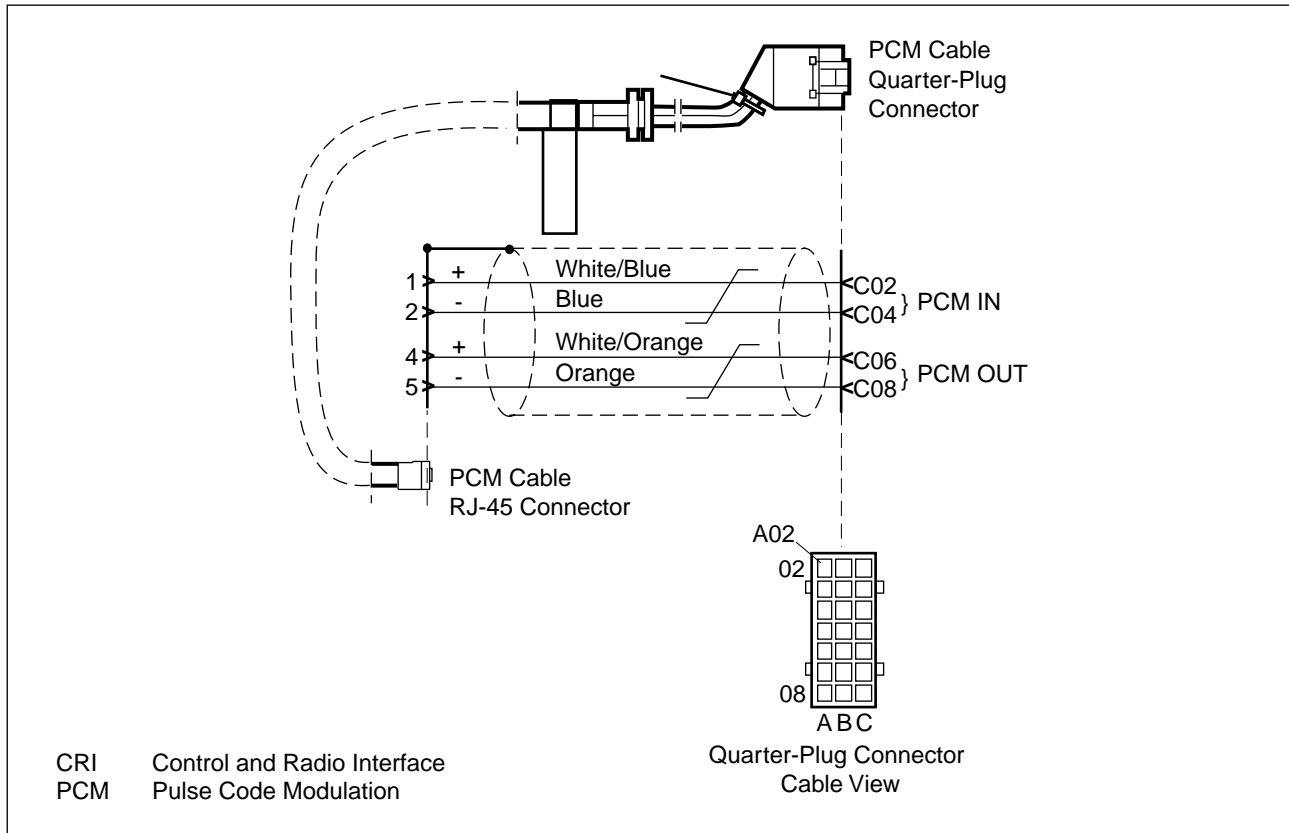 PCM Cable
Quarter-Plug
Connector
1 + White/Blue C02
2 - Blue C04 } PCM IN
4 + White/Orange C06
5 - Orange C08 } PCM OUT
PCM Cable
RJ-45 Connector
A02
02
08
A B C
Quarter-Plug Connector
Cable View
CRI Control and Radio Interface
PCM Pulse Code Modulation